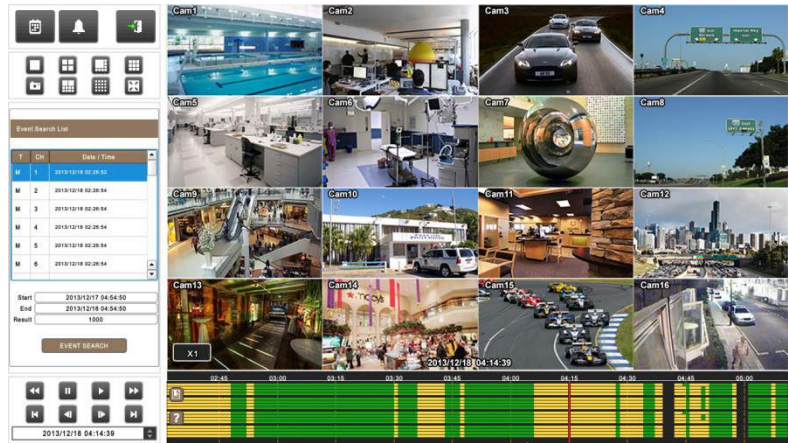 Cam1
Cam2
Cam3
Cam4
Cam5
Cam6
Cam7
Cam8
Event Search List
T CH Date / Time
M 1 2013/12/18 02:26:53
M 2 2013/12/18 02:26:54
M 3 2013/12/18 02:26:54
M 4 2013/12/18 02:26:54
M 5 2013/12/18 02:26:54
M 6 2013/12/18 02:26:54
Cam9
Cam10
Cam11
Cam12
Start 2013/12/17 04:54:50
End 2013/12/18 04:54:50
Result 1000
EVENT SEARCH
Cam13
Cam14
Cam15
Cam16
macys
X1
2013/12/18 04:14:39
02:45 03:00 03:15 03:30 03:45 04:00 04:15 04:30 04:45 05:00
?
2013/12/18 04:14:39